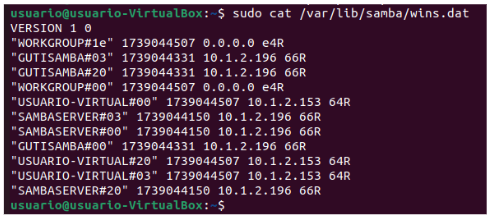 usuario@usuario-VirtualBox:~$ sudo cat /var/lib/samba/wins.dat
VERSION 1 0
"WORKGROUP#1e" 1739044507 0.0.0.0 e4R
"GUTISAMBA#03" 1739044331 10.1.2.196 66R
"GUTISAMBA#20" 1739044331 10.1.2.196 66R
"WORKGROUP#00" 1739044507 0.0.0.0 e4R
"USUARIO-VIRTUAL#00" 1739044507 10.1.2.153 64R
"SAMBASERVER#03" 1739044150 10.1.2.196 66R
"SAMBASERVER#00" 1739044150 10.1.2.196 66R
"GUTISAMBA#00" 1739044331 10.1.2.196 66R
"USUARIO-VIRTUAL#20" 1739044507 10.1.2.153 64R
"USUARIO-VIRTUAL#03" 1739044507 10.1.2.153 64R
"SAMBASERVER#20" 1739044150 10.1.2.196 66R
usuario@usuario-VirtualBox:~$